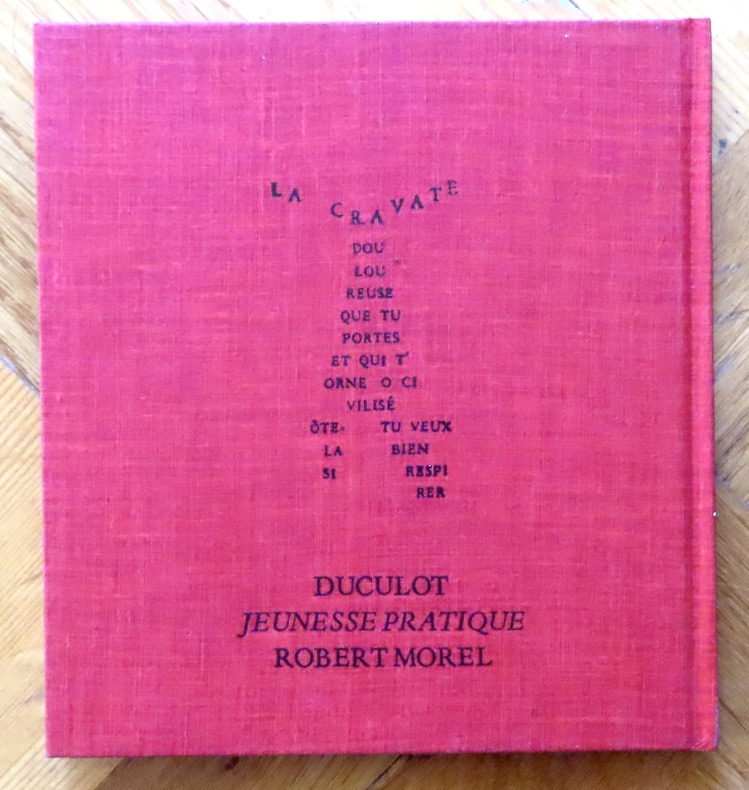 LA CRAVATE
DOU
LOU
REUSE
QUE TU
PORTES
ET QUI T'
ORNE O CI
VILISÉ
ÔTE- TU VEUX
LA BIEN
SI RESPI
RER
DUCULOT
JEUNESSE PRATIQUE
ROBERT MOREL